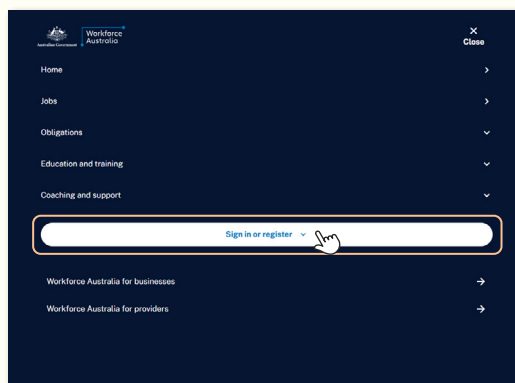 Australian Government
Workforce
Australia
Close
Home
Jobs
Obligations
Education and training
Coaching and support
Sign in or register
Workforce Australia for businesses
Workforce Australia for providers